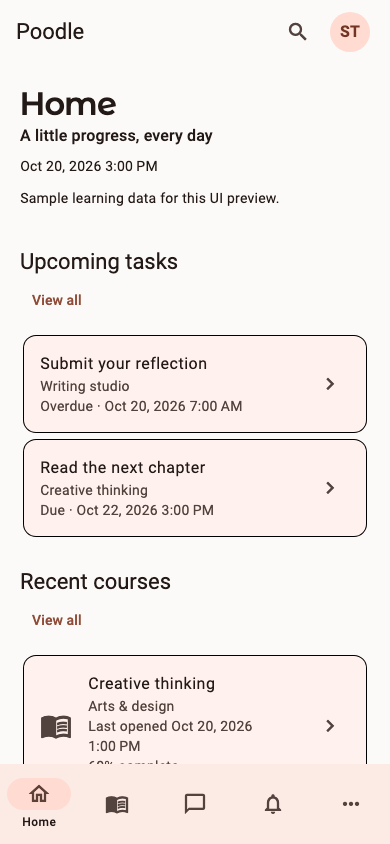 Poodle
ST
Home
A little progress, every day
Oct 20, 2026 3:00 PM
Sample learning data for this UI preview.
Upcoming tasks
View all
Submit your reflection
Writing studio
Overdue · Oct 20, 2026 7:00 AM
Read the next chapter
Creative thinking
Due · Oct 22, 2026 3:00 PM
Recent courses
View all
Creative thinking
Arts & design
Last opened Oct 20, 2026
1:00 PM
Home